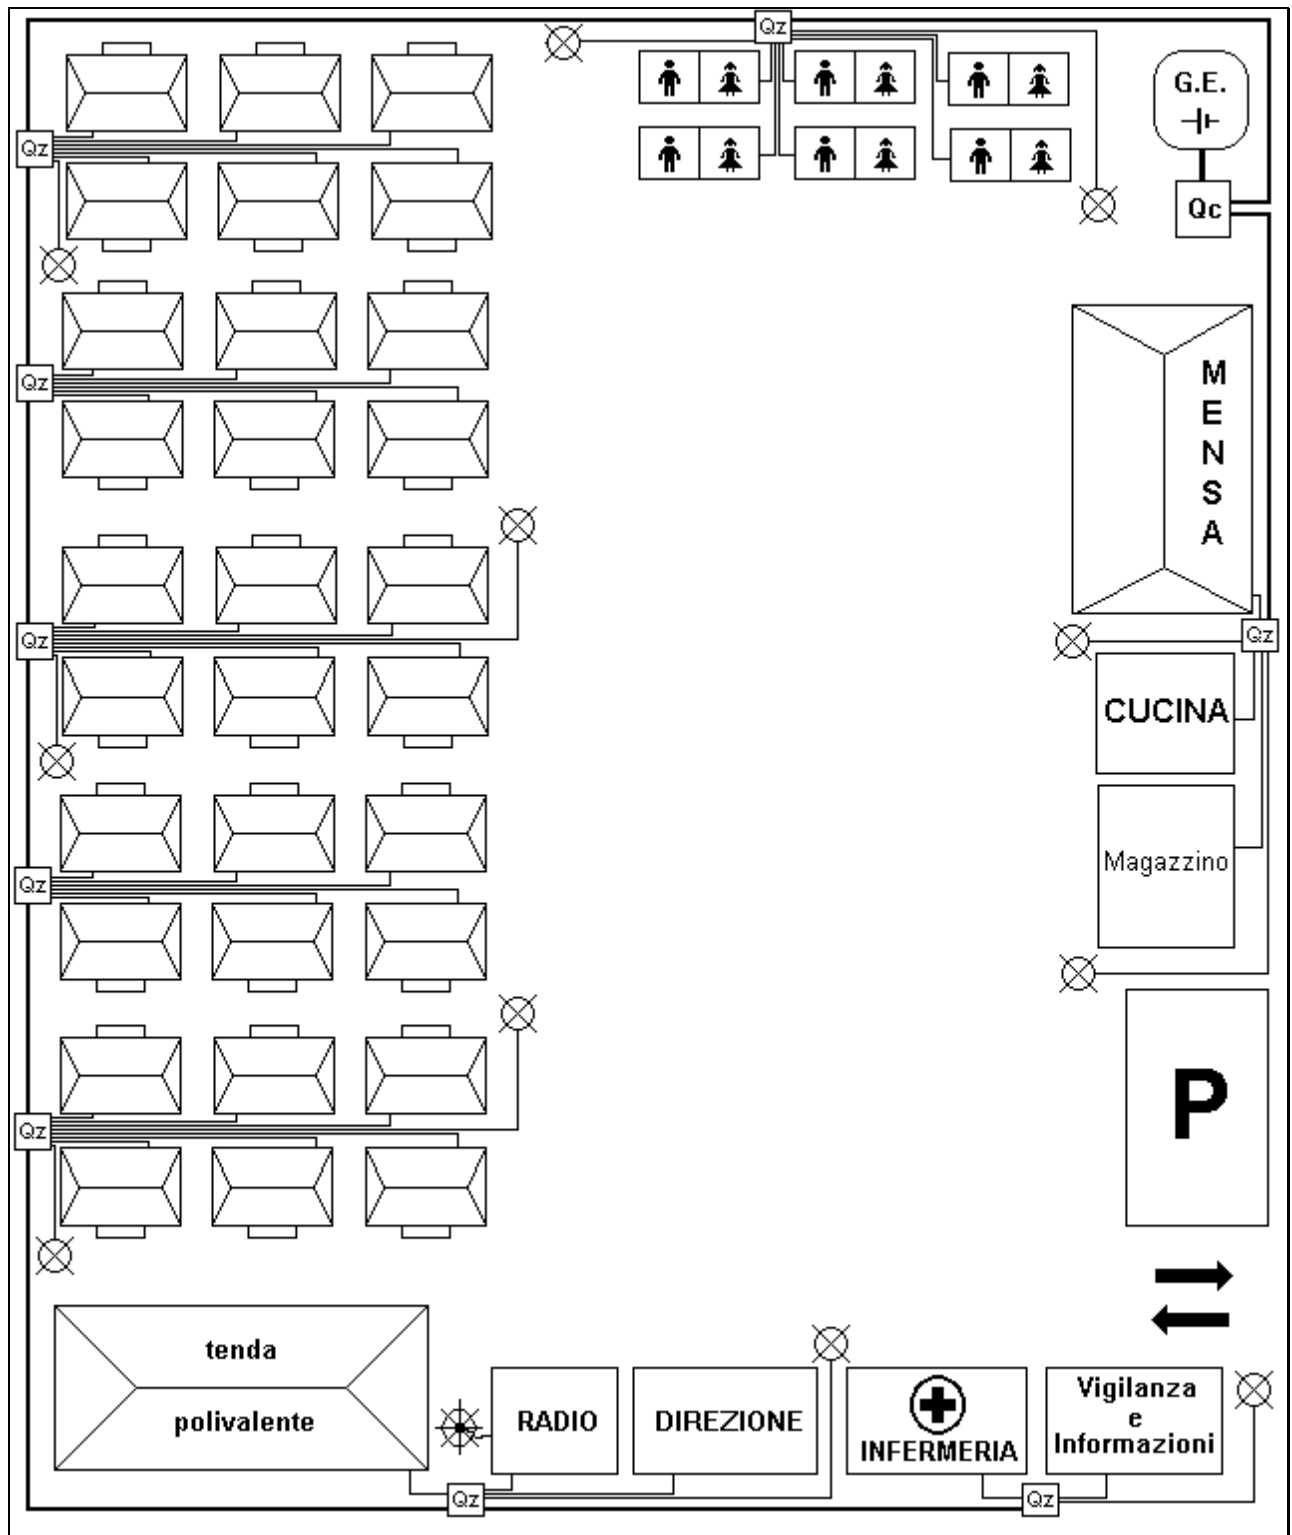 Qz
G.E.
Qz
Qc
Qz
M
E
N
S
A
Qz
Qz
CUCINA
Magazzino
Qz
P
Qz
tenda
polivalente
RADIO
DIREZIONE
INFERMERIA
Vigilanza
e
Informazioni
Qz
Qz